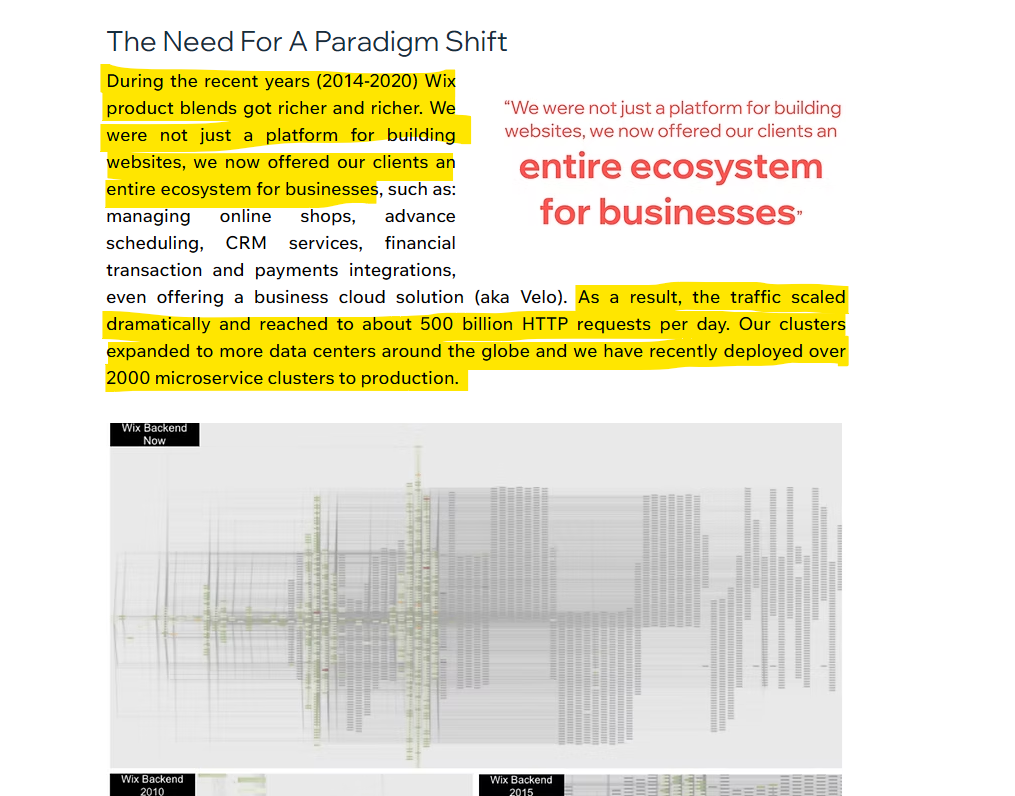 The Need For A Paradigm Shift
During the recent years (2014-2020) Wix
product blends got richer and richer. We
were not just a platform for building
websites, we now offered our clients an
entire ecosystem for businesses, such as:
managing online shops, advance
scheduling, CRM services, financial
transaction and payments integrations,
“We were not just a platform for building
websites, we now offered our clients an
entire ecosystem
for businesses”
even offering a business cloud solution (aka Velo). As a result, the traffic scaled
dramatically and reached to about 500 billion HTTP requests per day. Our clusters
expanded to more data centers around the globe and we have recently deployed over
2000 microservice clusters to production.
Wix Backend
Now
Wix Backend
2010
Wix Backend
2015